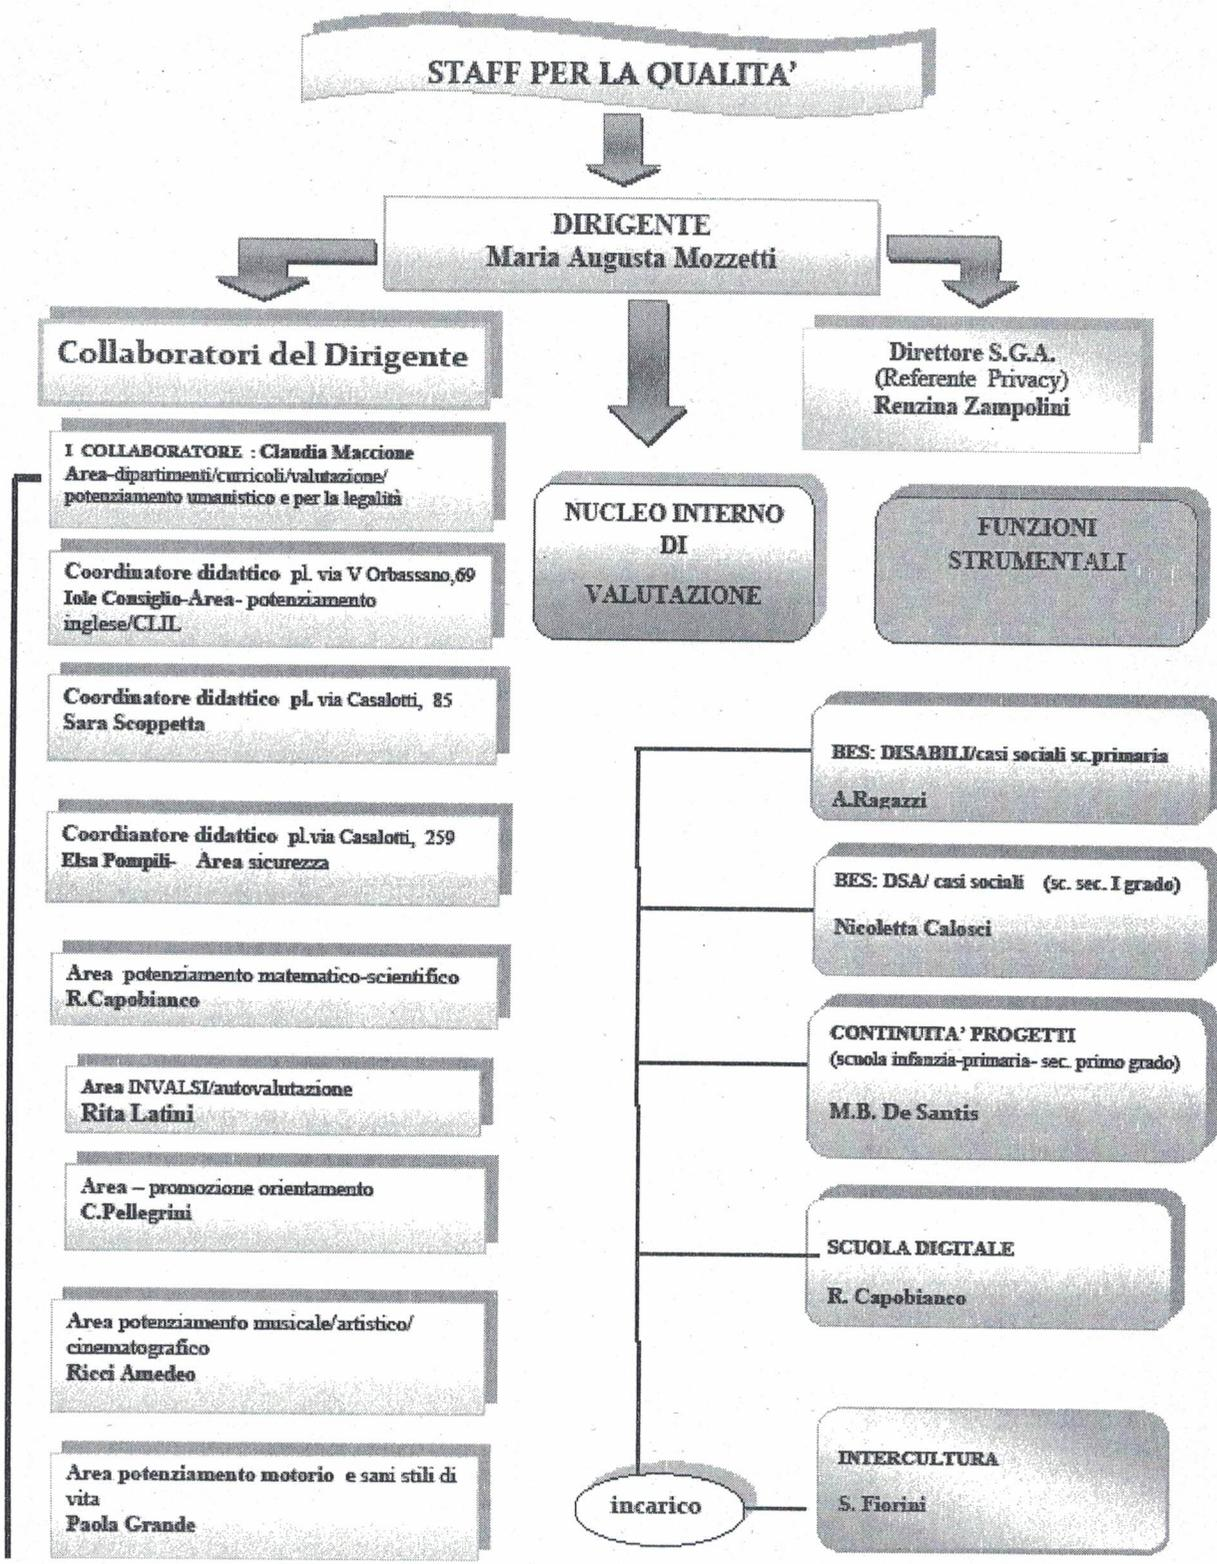 STAFF PER LA QUALITA'
DIRIGENTE
Maria Augusta Mozzetti
Collaboratori del Dirigente
I COLLABORATORE : Claudia Maccione
Area-dipartimenti/curricoli/valutazione/
potenziamento umanistico e per la legalità
Coordinatore didattico pl. via V Orbassano,69
Iole Consiglio-Area- potenziamento
inglese/CLIL
Coordinatore didattico pl. via Casalotti, 85
Sara Scoppetta
Coordiantore didattico pl.via Casalotti, 259
Elsa Pompili- Area sicurezza
Area potenziamento matematico-scientifico
R.Capobianco
Area INVALSI/autovalutazione
Rita Latini
Area – promozione orientamento
C.Pellegrini
Area potenziamento musicale/artistico/
cinematografico
Ricci Amedeo
Area potenziamento motorio e sani stili di
vita
Paola Grande
NUCLEO INTERNO
DI
VALUTAZIONE
Direttore S.G.A.
(Referente Privacy)
Renzina Zampolini
FUNZIONI
STRUMENTALI
BES: DISABILI/casi sociali sc.primaria
A.Ragazzi
BES: DSA/ casi sociali (sc. sec. I grado)
Nicoletta Calosci
CONTINUITA' PROGETTI
(scuola infanzia-primaria- sec. primo grado)
M.B. De Santis
SCUOLA DIGITALE
R. Capobianco
incarico
INTERCULTURA
S. Fiorini